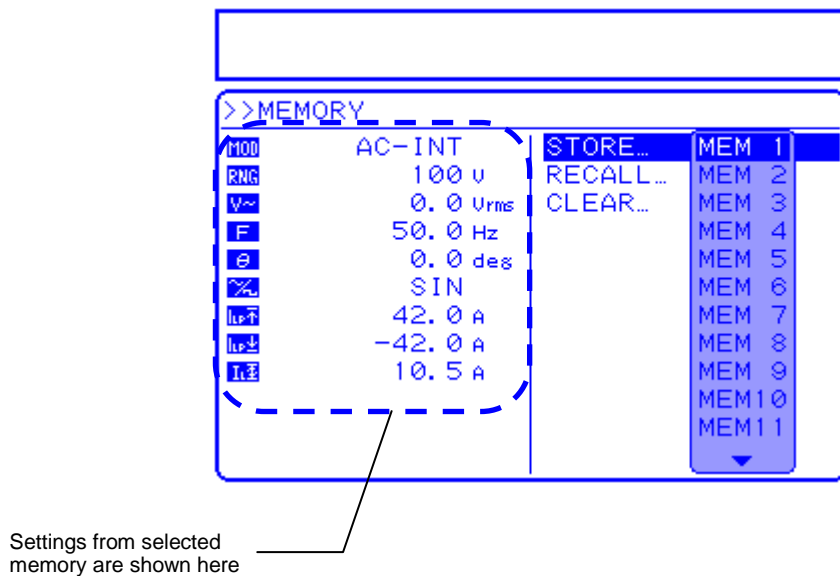 >>MEMORY
MOD AC-INT STORE… MEM 1
RNG 100 V RECALL… MEM 2
V~ 0.0 Vrms CLEAR… MEM 3
F 50.0 Hz MEM 4
θ 0.0 deg MEM 5
SIN MEM 6
42.0 A MEM 7
-42.0 A MEM 8
10.5 A MEM 9
MEM10
MEM11
Settings from selected
memory are shown here